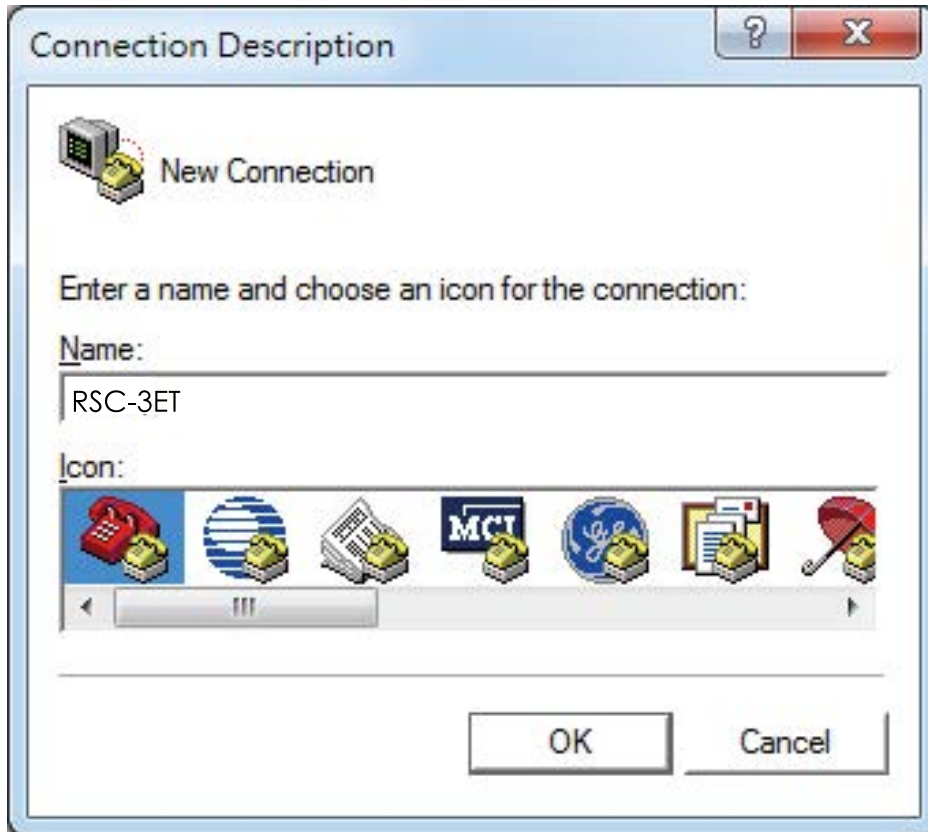 Connection Description
New Connection
Enter a name and choose an icon for the connection:
Name:
RSC-3ET
Icon:
MCI
OK
Cancel